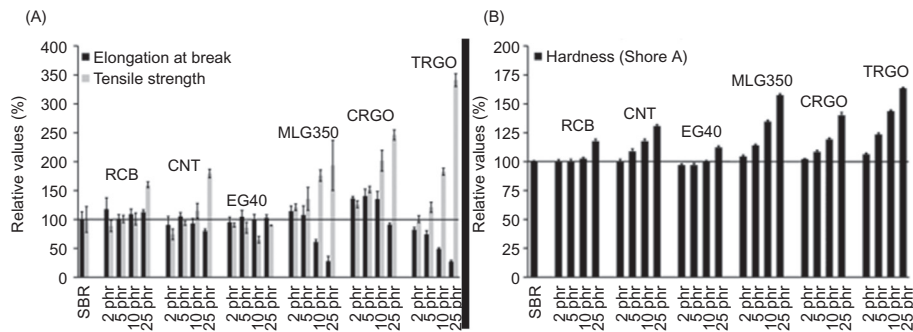 (A)
Relative values (%)
400
350
300
250
200
150
100
50
0
Elongation at break
Tensile strength
RCB
CNT
EG40
MLG350
CRGO
TRGO
SBR
2 phr
5 phr
10 phr
25 phr
2 phr
5 phr
10 phr
25 phr
2 phr
5 phr
10 phr
25 phr
2 phr
5 phr
10 phr
25 phr
2 phr
5 phr
10 phr
25 phr
2 phr
5 phr
10 phr
25 phr
(B)
Relative values (%)
200
175
150
125
100
75
50
25
0
Hardness (Shore A)
RCB
CNT
EG40
MLG350
CRGO
TRGO
SBR
2 phr
5 phr
10 phr
25 phr
2 phr
5 phr
10 phr
25 phr
2 phr
5 phr
10 phr
25 phr
2 phr
5 phr
10 phr
25 phr
2 phr
5 phr
10 phr
25 phr
2 phr
5 phr
10 phr
25 phr